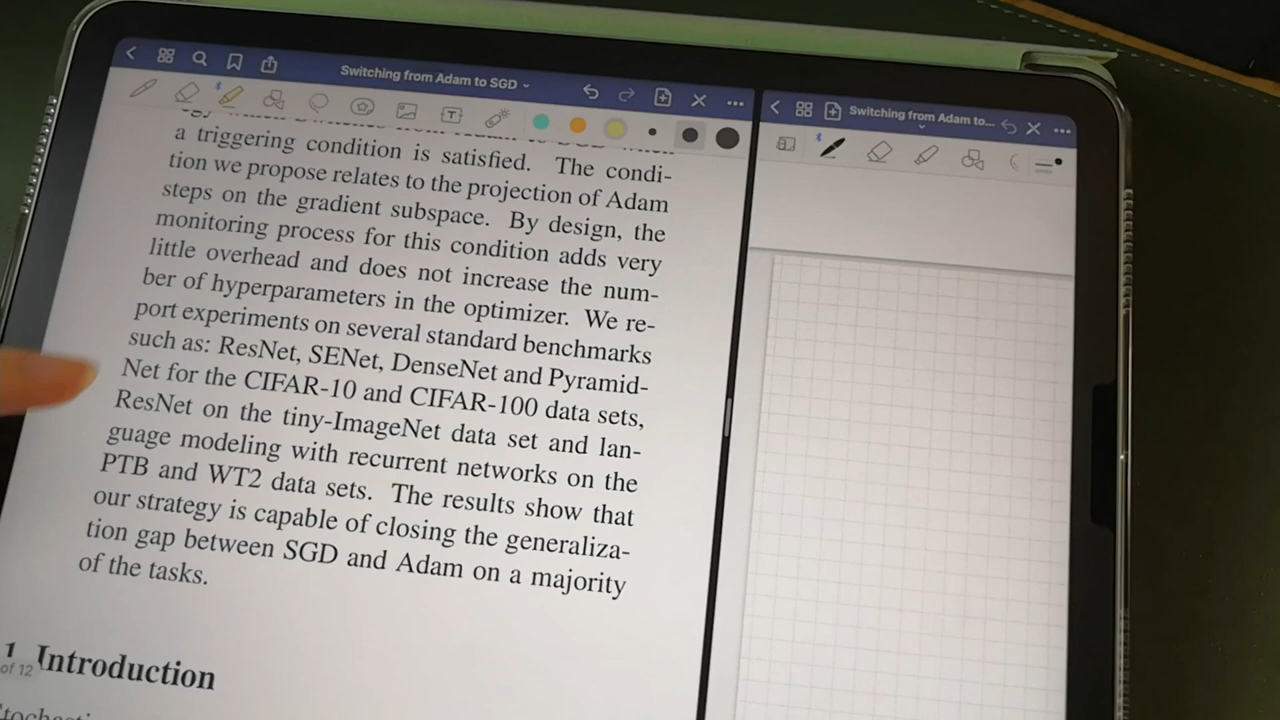 Switching from Adam to SGD
Switching from Adam to...
a triggering condition is satisfied. The condi-
tion we propose relates to the projection of Adam
steps on the gradient subspace. By design, the
monitoring process for this condition adds very
little overhead and does not increase the num-
ber of hyperparameters in the optimizer. We re-
port experiments on several standard benchmarks
such as: ResNet, SENet, DenseNet and Pyramid-
Net for the CIFAR-10 and CIFAR-100 data sets,
ResNet on the tiny-ImageNet data set and lan-
guage modeling with recurrent networks on the
PTB and WT2 data sets. The results show that
our strategy is capable of closing the generaliza-
tion gap between SGD and Adam on a majority
of the tasks.
1 Introduction
of 12